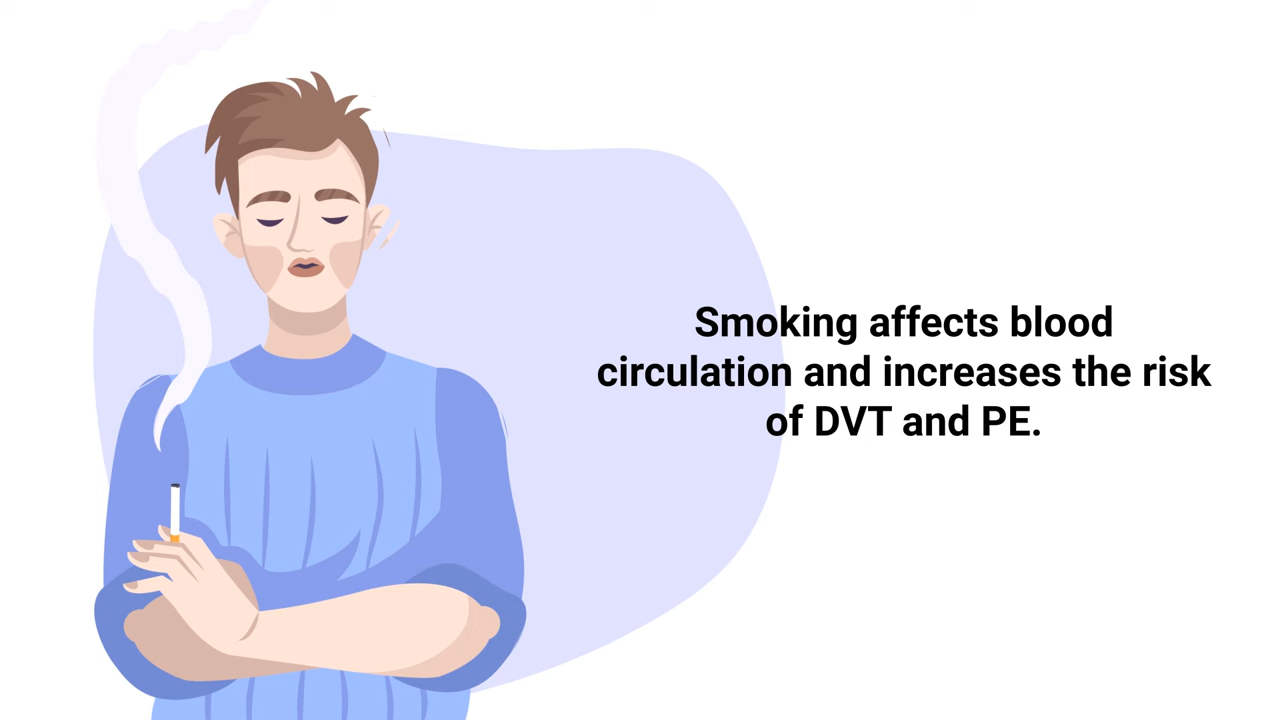 Smoking affects blood
circulation and increases the risk
of DVT and PE.